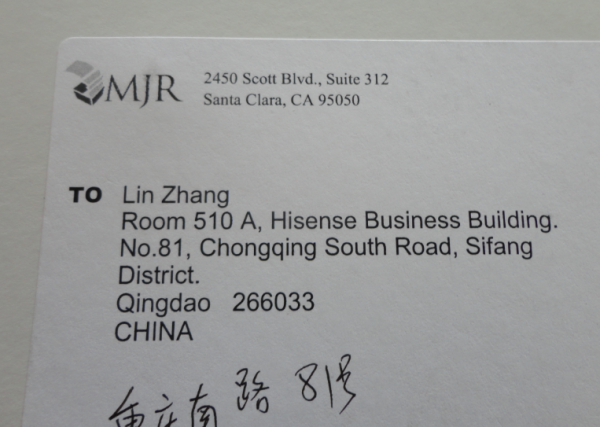 MJR
2450 Scott Blvd., Suite 312
Santa Clara, CA 95050
TO Lin Zhang
Room 510 A, Hisense Business Building.
No.81, Chongqing South Road, Sifang
District.
Qingdao 266033
CHINA
重庆南路 81号